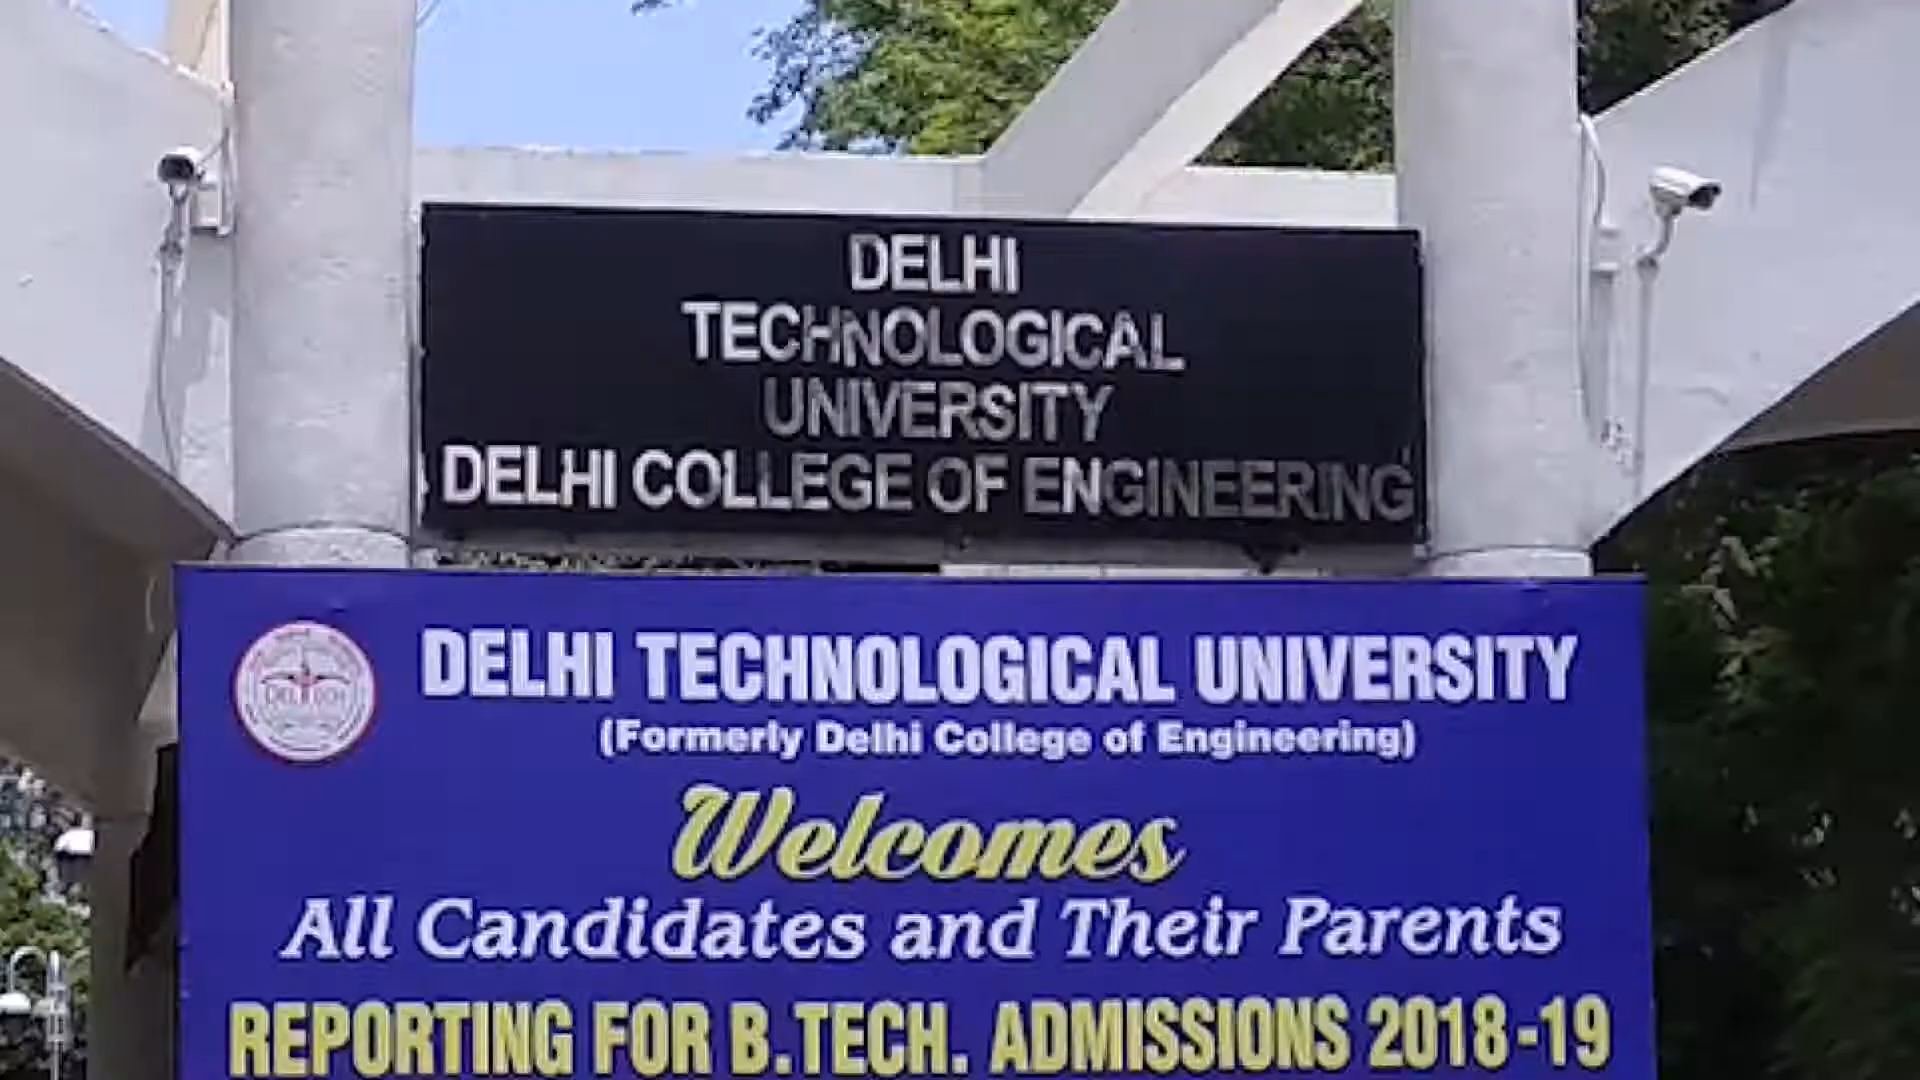 DELHI
TECHNOLOGICAL
UNIVERSITY
DELHI COLLEGE OF ENGINEERING
DELHI TECHNOLOGICAL UNIVERSITY
(Formerly Delhi College of Engineering)
Welcomes
All Candidates and Their Parents
REPORTING FOR B.TECH. ADMISSIONS 2018-19